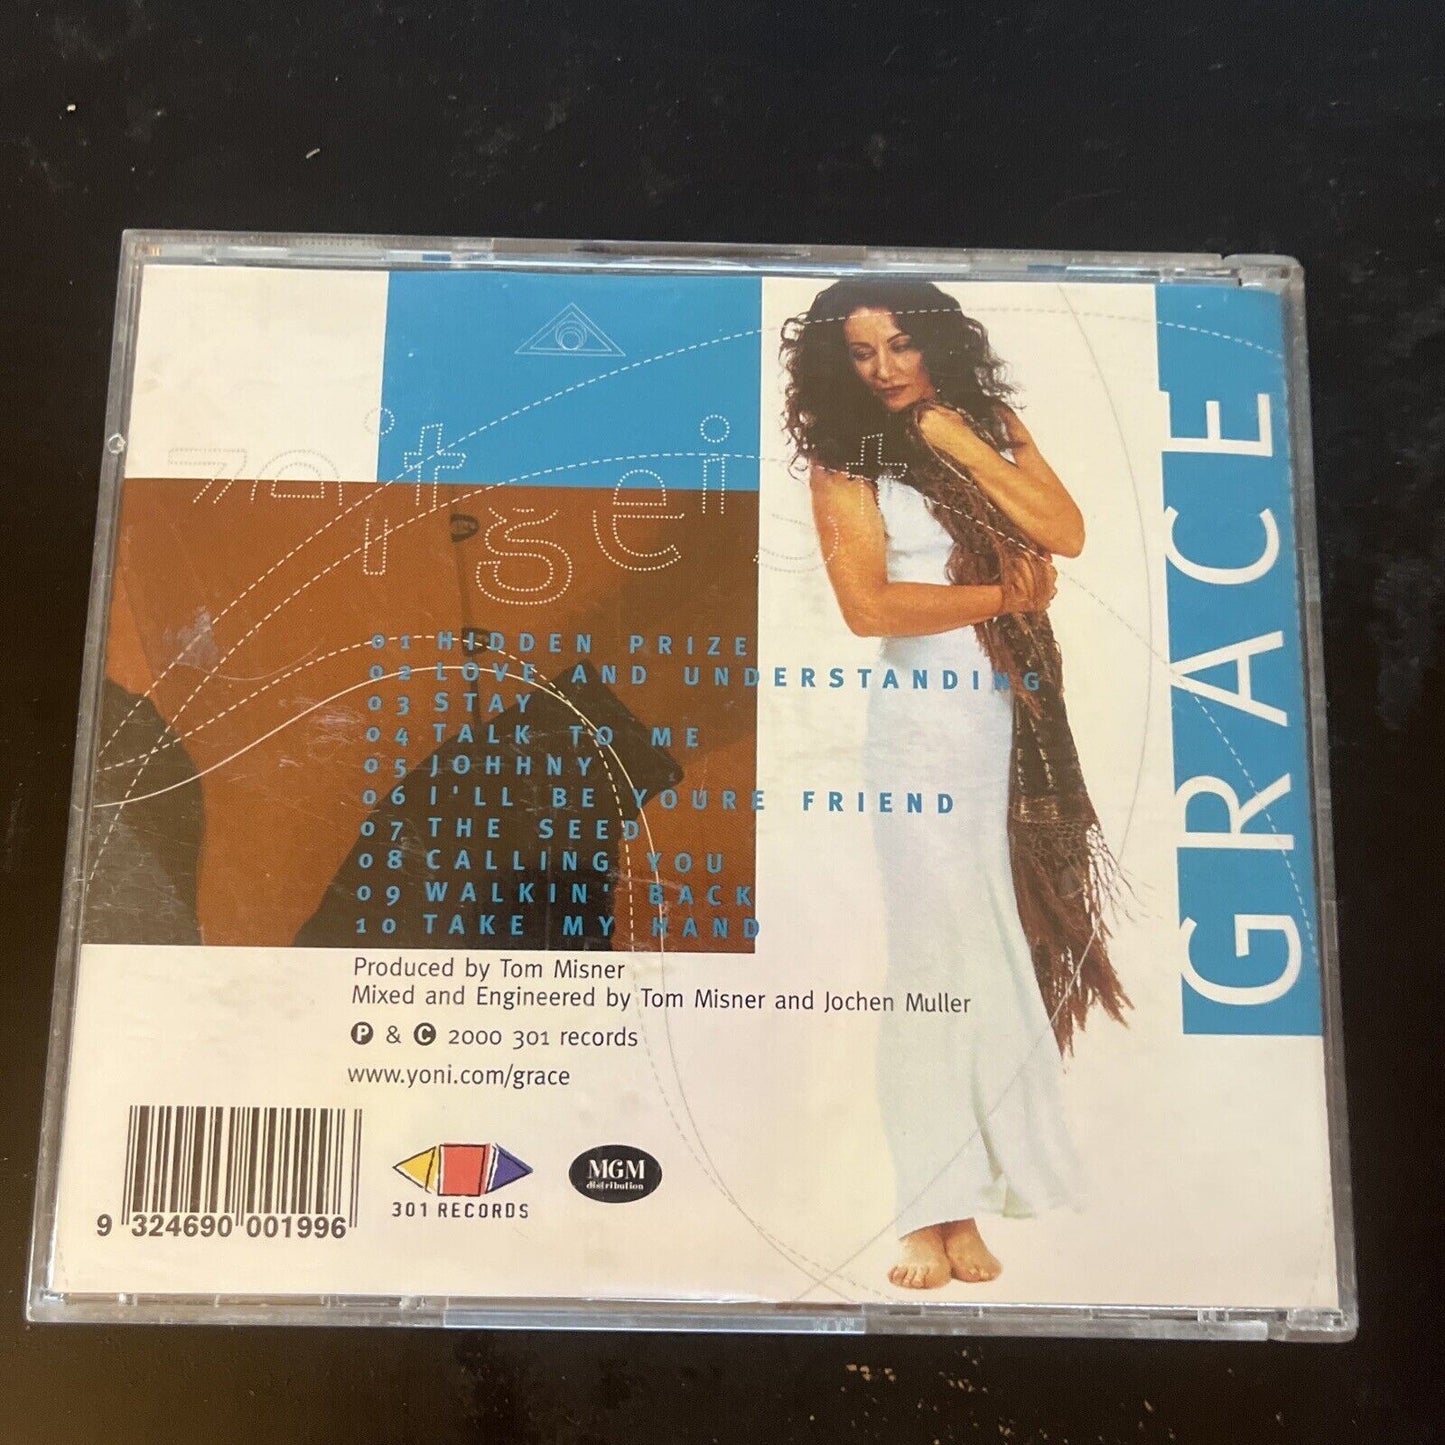 zeitgeist
01 HIDDEN PRIZE
02 LOVE AND UNDERSTANDING
03 STAY
04 TALK TO ME
05 JOHHNY
06 I'LL BE YOURE FRIEND
07 THE SEED
08 CALLING YOU
09 WALKIN' BACK
10 TAKE MY HAND
Produced by Tom Misner
Mixed and Engineered by Tom Misner and Jochen Muller
Ⓟ & © 2000 301 records
www.yoni.com/grace
9 324690 001996
301 RECORDS
MGM
distribution
GRACE